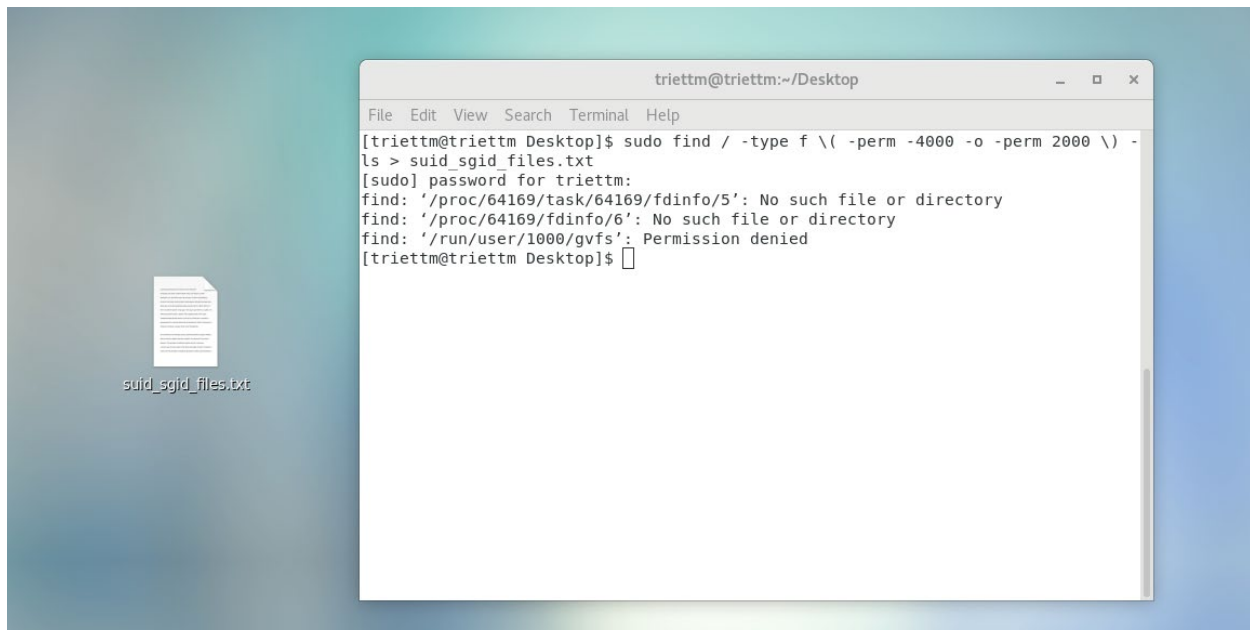 triettm@triettm:~/Desktop
File Edit View Search Terminal Help
[triettm@triettm Desktop]$ sudo find / -type f \( -perm -4000 -o -perm 2000 \) -
ls > suid_sgid_files.txt
[sudo] password for triettm:
find: ‘/proc/64169/task/64169/fdinfo/5’: No such file or directory
find: ‘/proc/64169/fdinfo/6’: No such file or directory
find: ‘/run/user/1000/gvfs’: Permission denied
[triettm@triettm Desktop]$
suid_sgid_files.txt